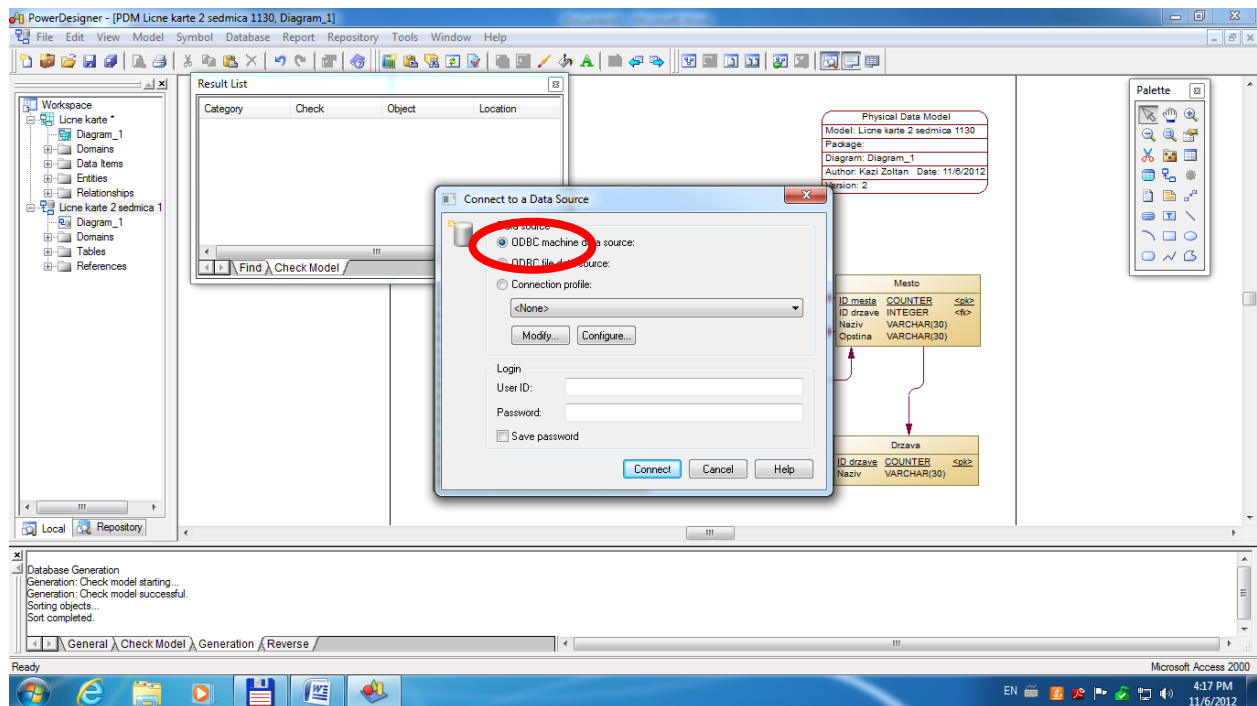 PowerDesigner - [PDM Licne karte 2 sedmica 1130, Diagram_1]
File Edit View Model Symbol Database Report Repository Tools Window Help
Workspace
Licne karte *
Diagram_1
Domains
Data Items
Entities
Relationships
Licne karte 2 sedmica 1
Diagram_1
Domains
Tables
References
Local Repository
Result List
Category Check Object Location
Find Check Model
Physical Data Model
Model: Licne karte 2 sedmica 1130
Package:
Diagram: Diagram_1
Author: Kazi Zoltan Date: 11/6/2012
Version: 2
Palette
Connect to a Data Source
Data source
ODBC machine data source:
ODBC file data source:
Connection profile:
<None>
Modify... Configure...
Login
User ID:
Password:
Save password
Connect Cancel Help
Mesto
ID mesta COUNTER <pk>
ID drzave INTEGER <fk>
Naziv VARCHAR(30)
Opstina VARCHAR(30)
Drzava
ID drzave COUNTER <pk>
Naziv VARCHAR(30)
Database Generation
Generation: Check model starting...
Generation: Check model successful.
Sorting objects...
Sort completed.
General Check Model Generation Reverse
Ready
Microsoft Access 2000
EN
4:17 PM
11/6/2012